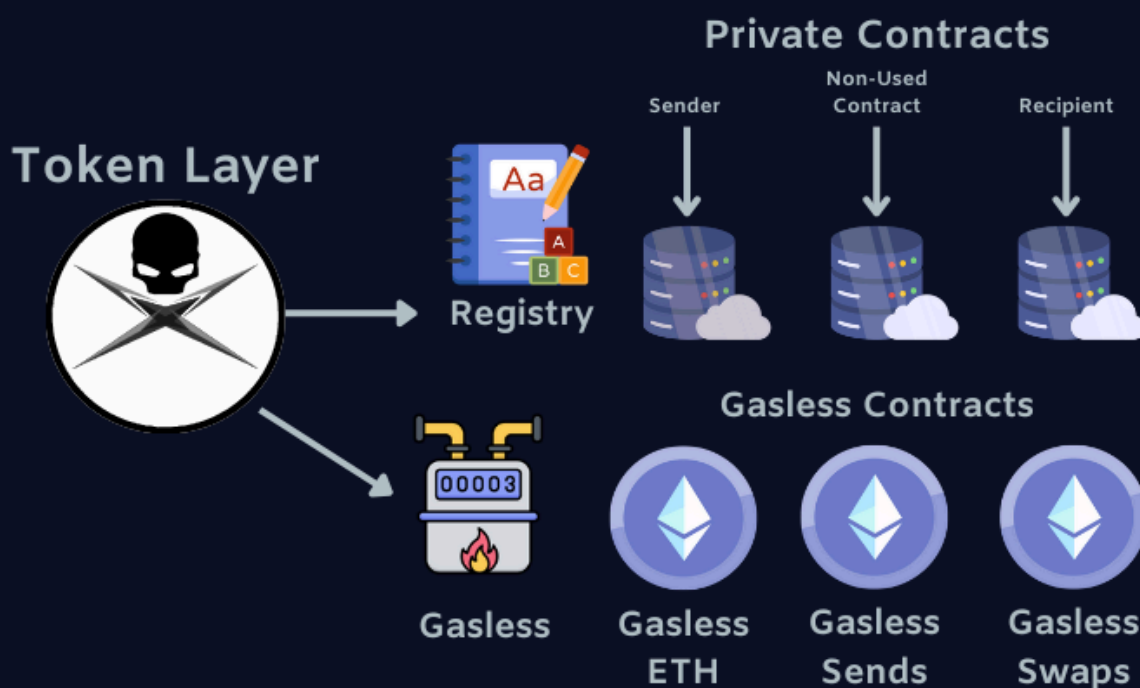 Private Contracts
Non-Used
Sender
Contract
Recipient
Token Layer
Aa
A
B
C
Registry
Gasless Contracts
00003
Gasless
Gasless
ETH
Gasless
Sends
Gasless
Swaps